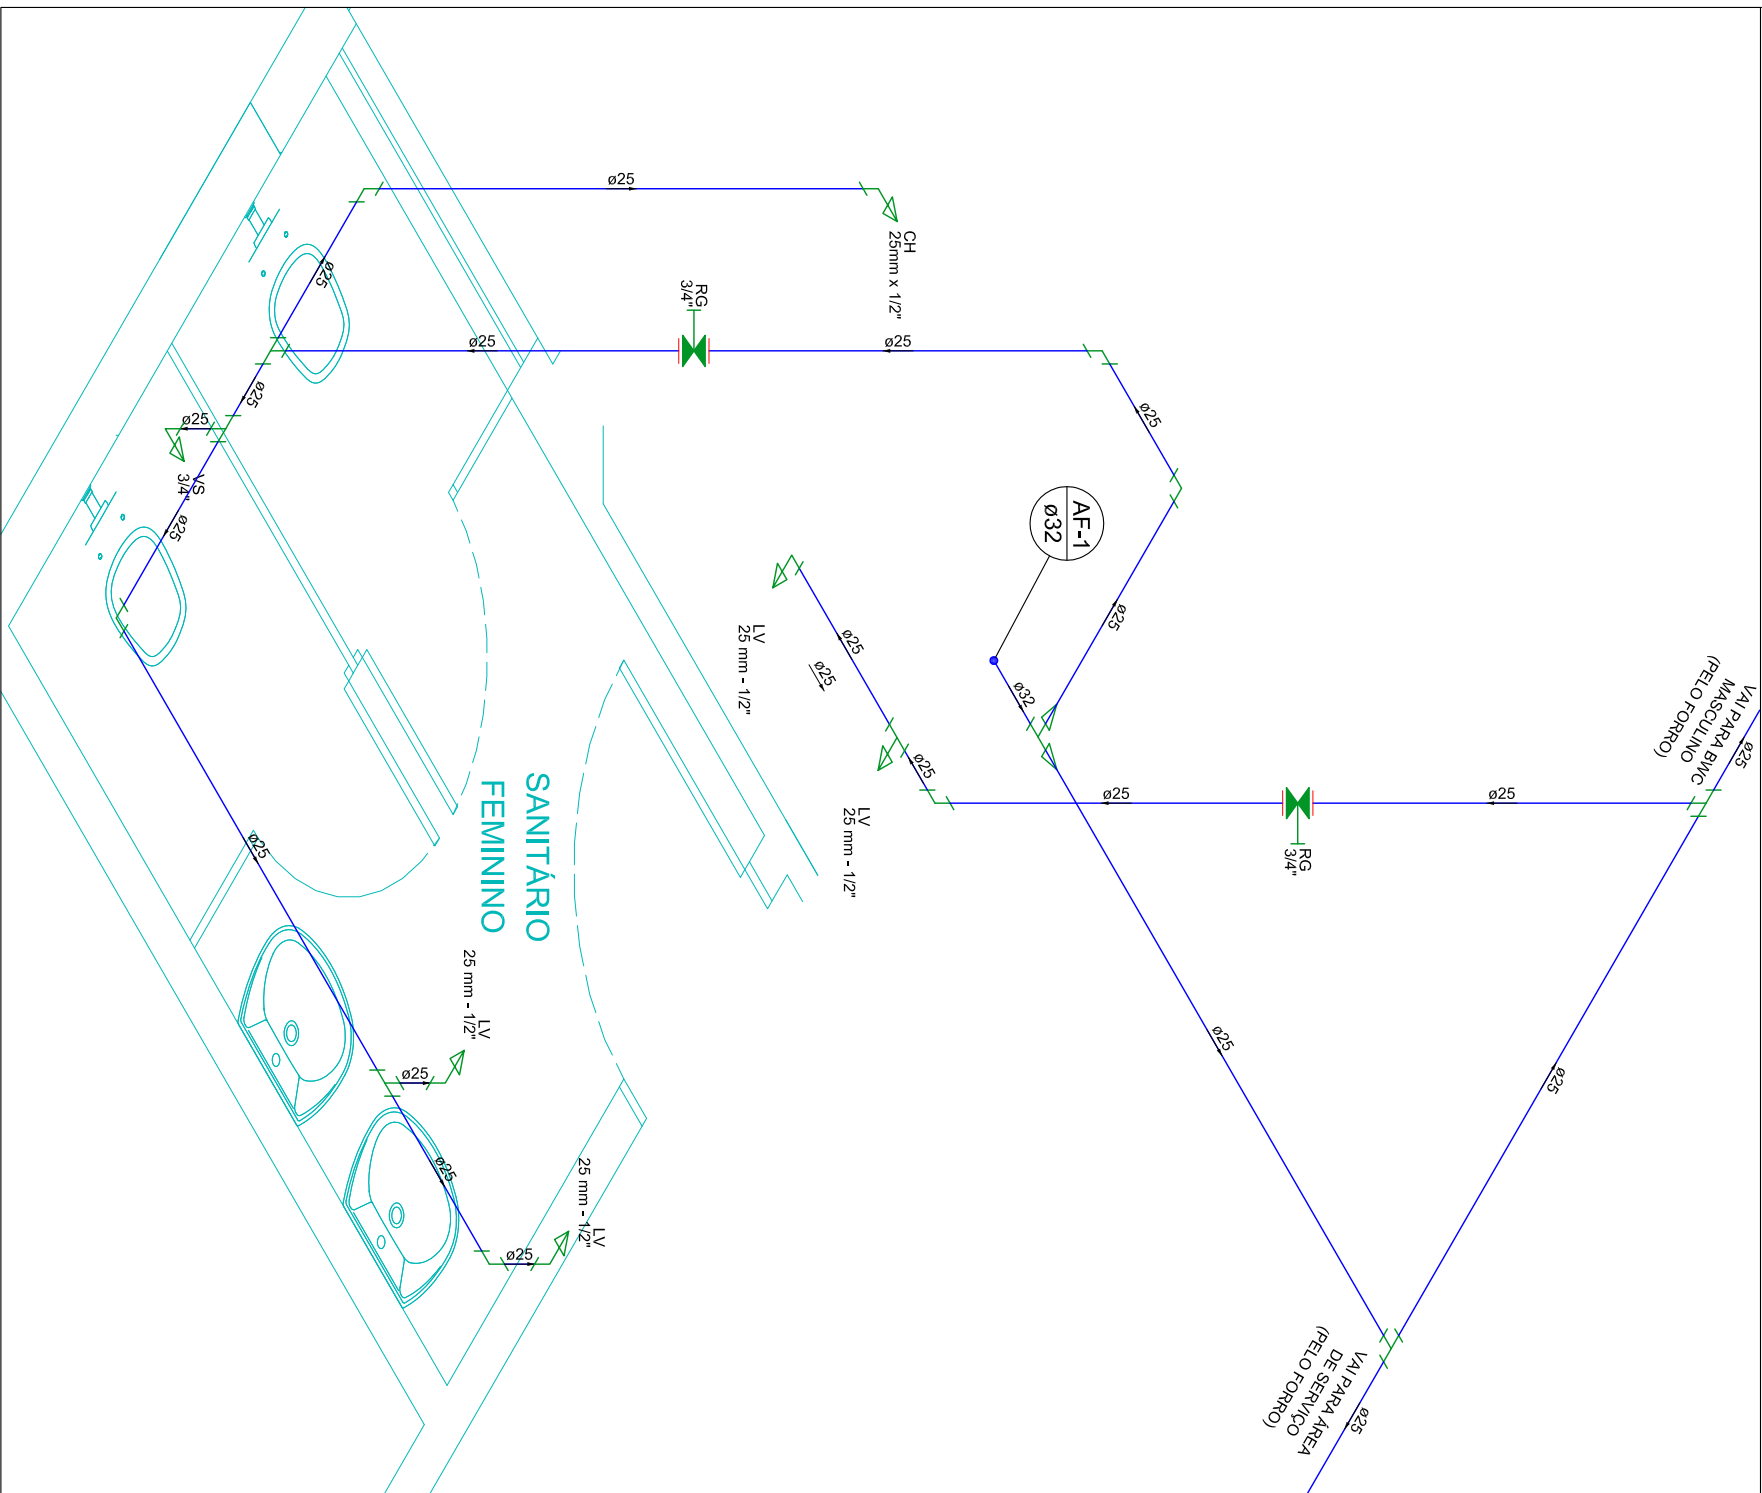 VAI PARA BWC
MASCULINO
(PELO FORRO)
ø25
ø25
ø25
RG
3/4"
ø25
ø25
ø25
VAI PARA ÁREA
DE SERVIÇO
(PELO FORRO)
ø25
AF-1
ø32
ø32
ø25
ø25
ø25
RG
3/4"
ø25
CH
25mm x 1/2"
ø25
ø25
ø25
ø25
VS
3/4"
ø25
ø25
ø25
ø25
ø25
LV
25 mm - 1/2"
LV
25 mm - 1/2"
SANITÁRIO
FEMININO
ø25
LV
25 mm - 1/2"
ø25
ø25
LV
25 mm - 1/2"
ø25